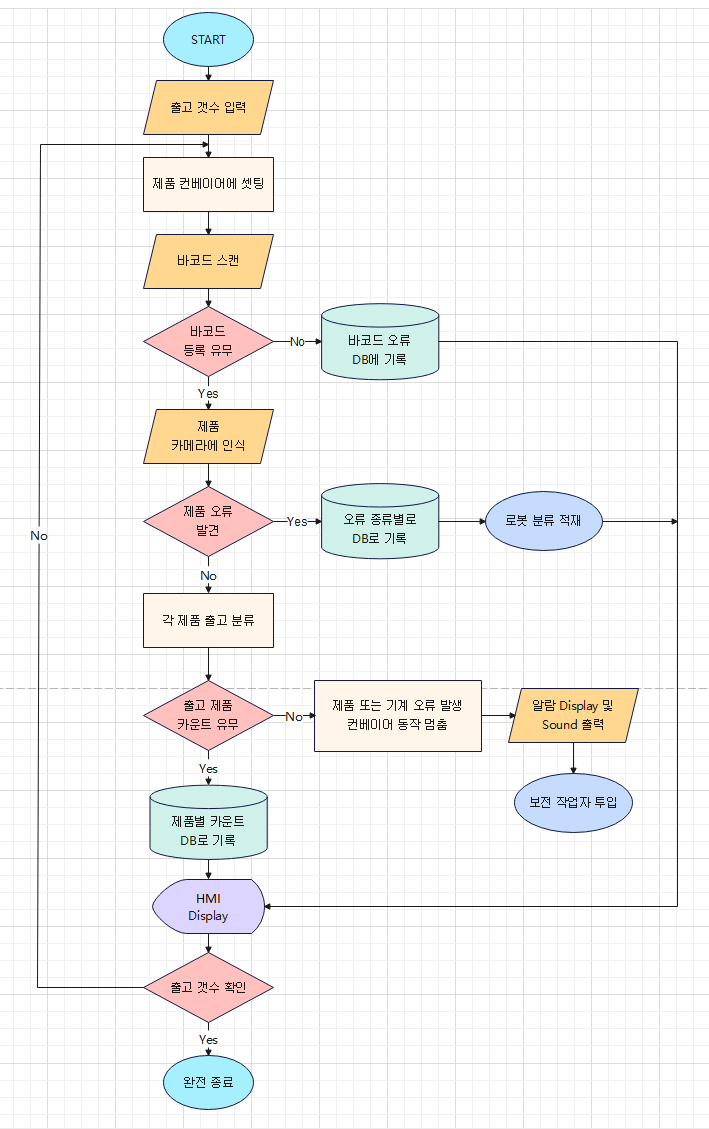 START
출고 갯수 입력
제품 컨베이어에 셋팅
바코드 스캔
바코드
등록 유무
No
바코드 오류
DB에 기록
Yes
제품
카메라에 인식
제품 오류
발견
Yes
오류 종류별로
DB로 기록
로봇 분류 적재
No
No
각 제품 출고 분류
출고 제품
카운트 유무
No
제품 또는 기계 오류 발생
컨베이어 동작 멈춤
알람 Display 및
Sound 출력
Yes
보전 작업자 투입
제품별 카운트
DB로 기록
HMI
Display
출고 갯수 확인
Yes
완전 종료